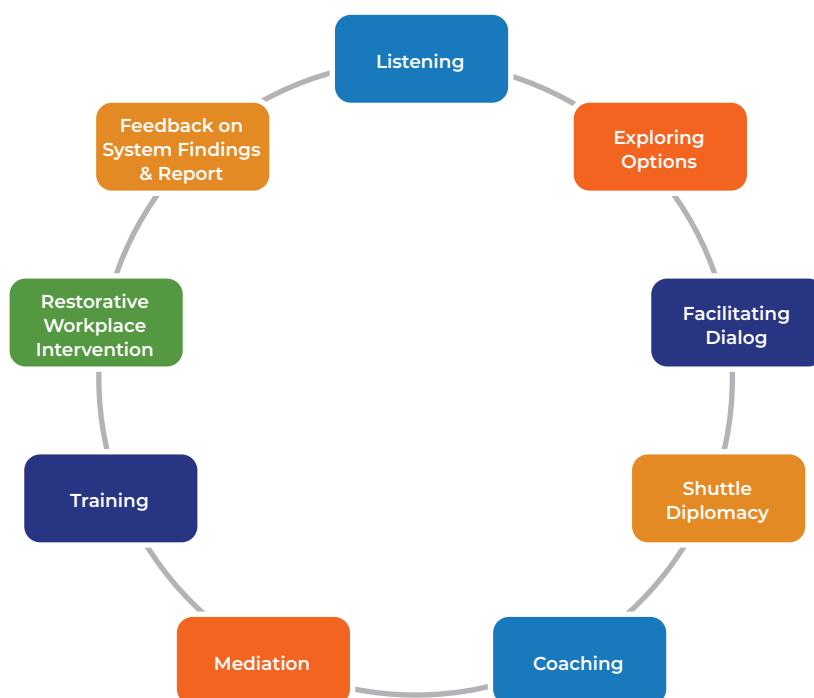 Listening
Exploring
Options
Facilitating
Dialog
Shuttle
Diplomacy
Coaching
Mediation
Training
Restorative
Workplace
Intervention
Feedback on
System Findings
& Report